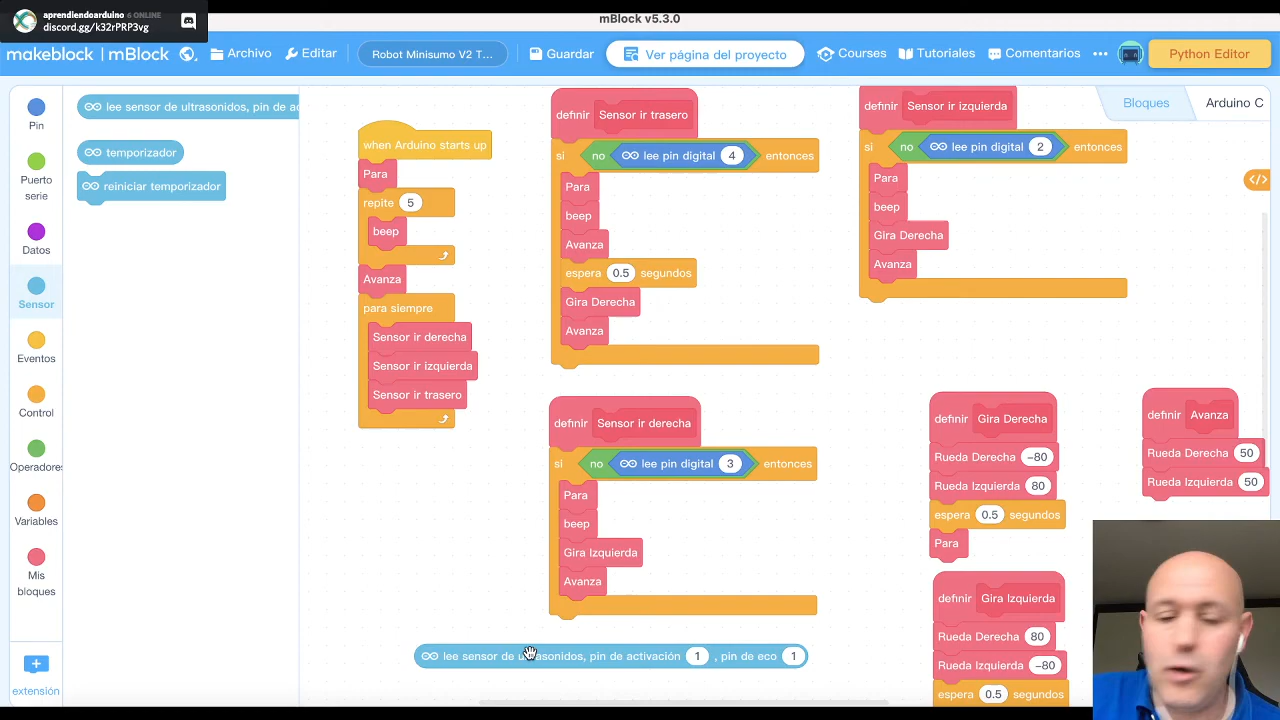 aprendiendoarduino 6 ONLINE
discord.gg/k32rPRP3vg
mBlock v5.3.0
makeblock | mBlock
Archivo
Editar
Robot Minisumo V2 T...
Guardar
Ver página del proyecto
Courses
Tutoriales
Comentarios
Python Editor
Pin
Puerto
serie
Datos
Sensor
Eventos
Control
Operadores
Variables
Mis
bloques
extensión
lee sensor de ultrasonidos, pin de ac
temporizador
reiniciar temporizador
when Arduino starts up
Para
repite 5
beep
Avanza
para siempre
Sensor ir derecha
Sensor ir izquierda
Sensor ir trasero
definir Sensor ir trasero
si no lee pin digital 4 entonces
Para
beep
Avanza
espera 0.5 segundos
Gira Derecha
Avanza
definir Sensor ir derecha
si no lee pin digital 3 entonces
Para
beep
Gira Izquierda
Avanza
lee sensor de ultrasonidos, pin de activación 1 , pin de eco 1
definir Sensor ir izquierda
si no lee pin digital 2 entonces
Para
beep
Gira Derecha
Avanza
Bloques
Arduino C
</>
definir Gira Derecha
Rueda Derecha -80
Rueda Izquierda 80
espera 0.5 segundos
Para
definir Gira Izquierda
Rueda Derecha 80
Rueda Izquierda -80
espera 0.5 segundos
definir Avanza
Rueda Derecha 50
Rueda Izquierda 50